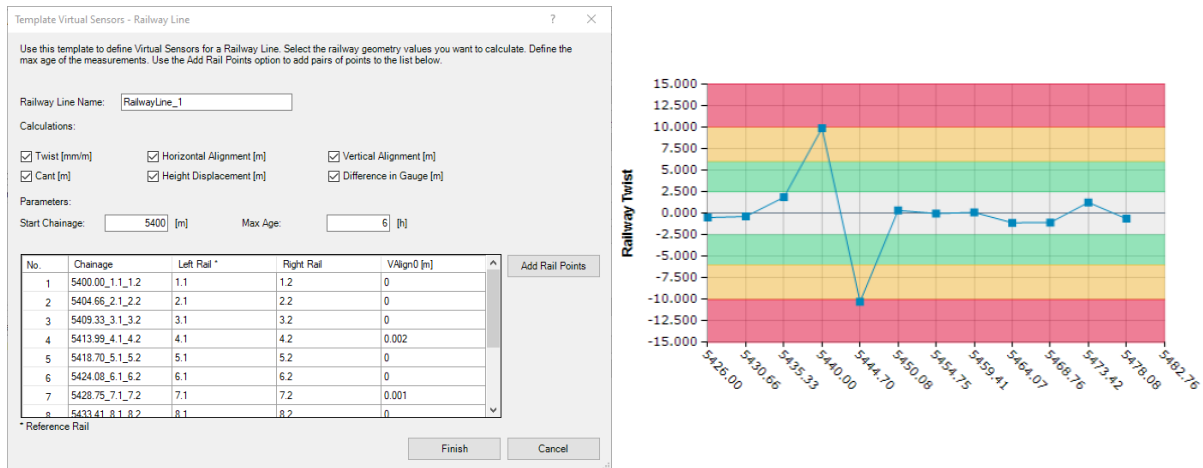 Template Virtual Sensors - Railway Line
Use this template to define Virtual Sensors for a Railway Line. Select the railway geometry values you want to calculate. Define the
max age of the measurements. Use the Add Rail Points option to add pairs of points to the list below.
Railway Line Name: RailwayLine_1
Calculations:
Twist [mm/m] Horizontal Alignment [m] Vertical Alignment [m]
Cant [m] Height Displacement [m] Difference in Gauge [m]
Parameters:
Start Chainage: 5400 [m] Max Age: 6 [h]
No. Chainage Left Rail * Right Rail VAlign0 [m]
1 5400.00_1.1_1.2 1.1 1.2 0
2 5404.66_2.1_2.2 2.1 2.2 0
3 5409.33_3.1_3.2 3.1 3.2 0
4 5413.99_4.1_4.2 4.1 4.2 0.002
5 5418.70_5.1_5.2 5.1 5.2 0
6 5424.08_6.1_6.2 6.1 6.2 0
7 5428.75_7.1_7.2 7.1 7.2 0.001
8 5433.41_8.1_8.2 8.1 8.2 0
Add Rail Points
* Reference Rail
Finish Cancel
Railway Twist
15.000
12.500
10.000
7.500
5.000
2.500
0.000
-2.500
-5.000
-7.500
-10.000
-12.500
-15.000
5426.00 5430.66 5435.33 5440.00 5444.70 5450.08 5454.75 5459.41 5464.07 5468.76 5473.42 5478.08 5482.76